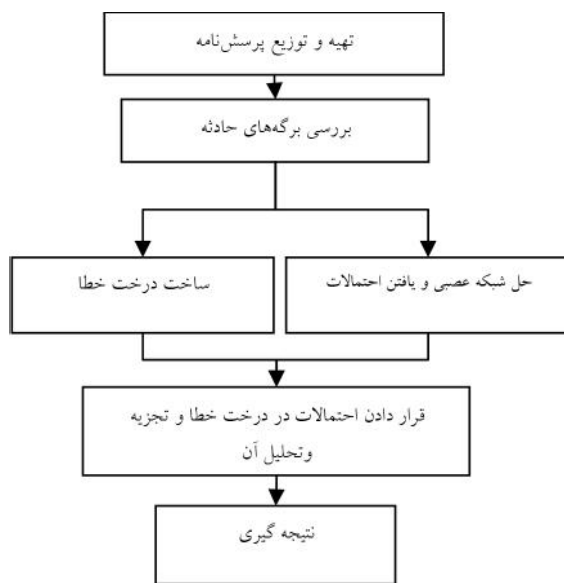 تهیه و توزیع پرسش‌نامه
بررسی برگه‌های حادثه
حل شبکه عصبی و یافتن احتمالات
ساخت درخت خطا
قرار دادن احتمالات در درخت خطا و تجزیه
وتحلیل آن
نتیجه گیری